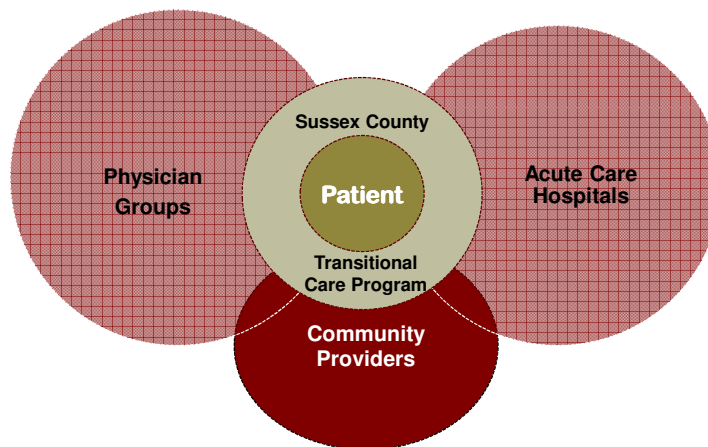 Sussex County
Physician
Groups
Patient
Acute Care
Hospitals
Transitional
Care Program
Community
Providers